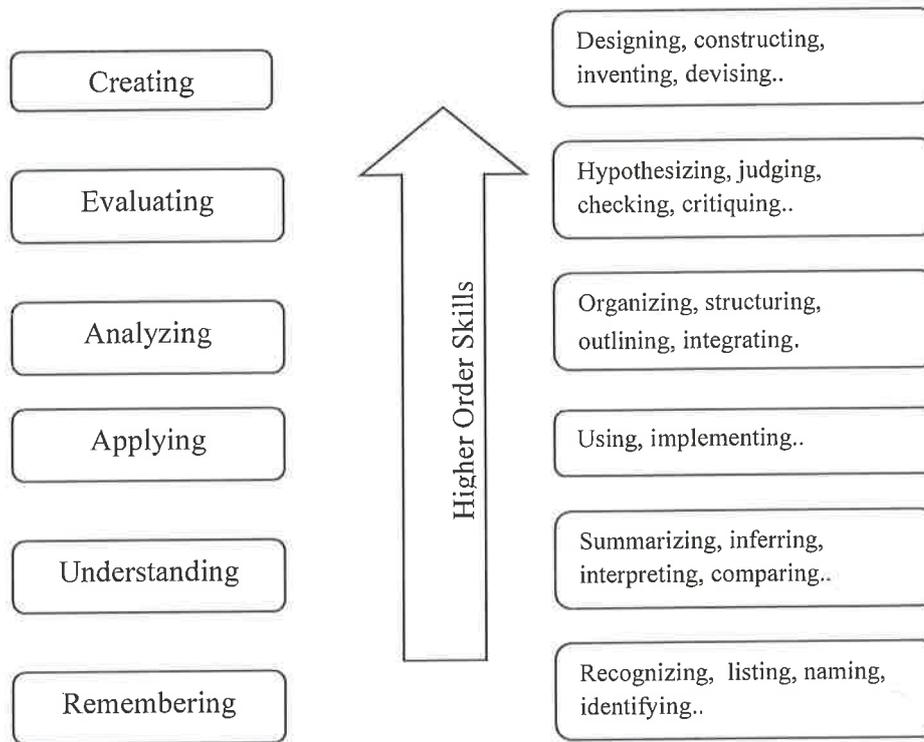 Creating
Designing, constructing,
inventing, devising..
Evaluating
Hypothesizing, judging,
checking, critiquing..
Analyzing
Organizing, structuring,
outlining, integrating.
Applying
Using, implementing..
Understanding
Summarizing, inferring,
interpreting, comparing..
Remembering
Recognizing, listing, naming,
identifying..
Higher Order Skills